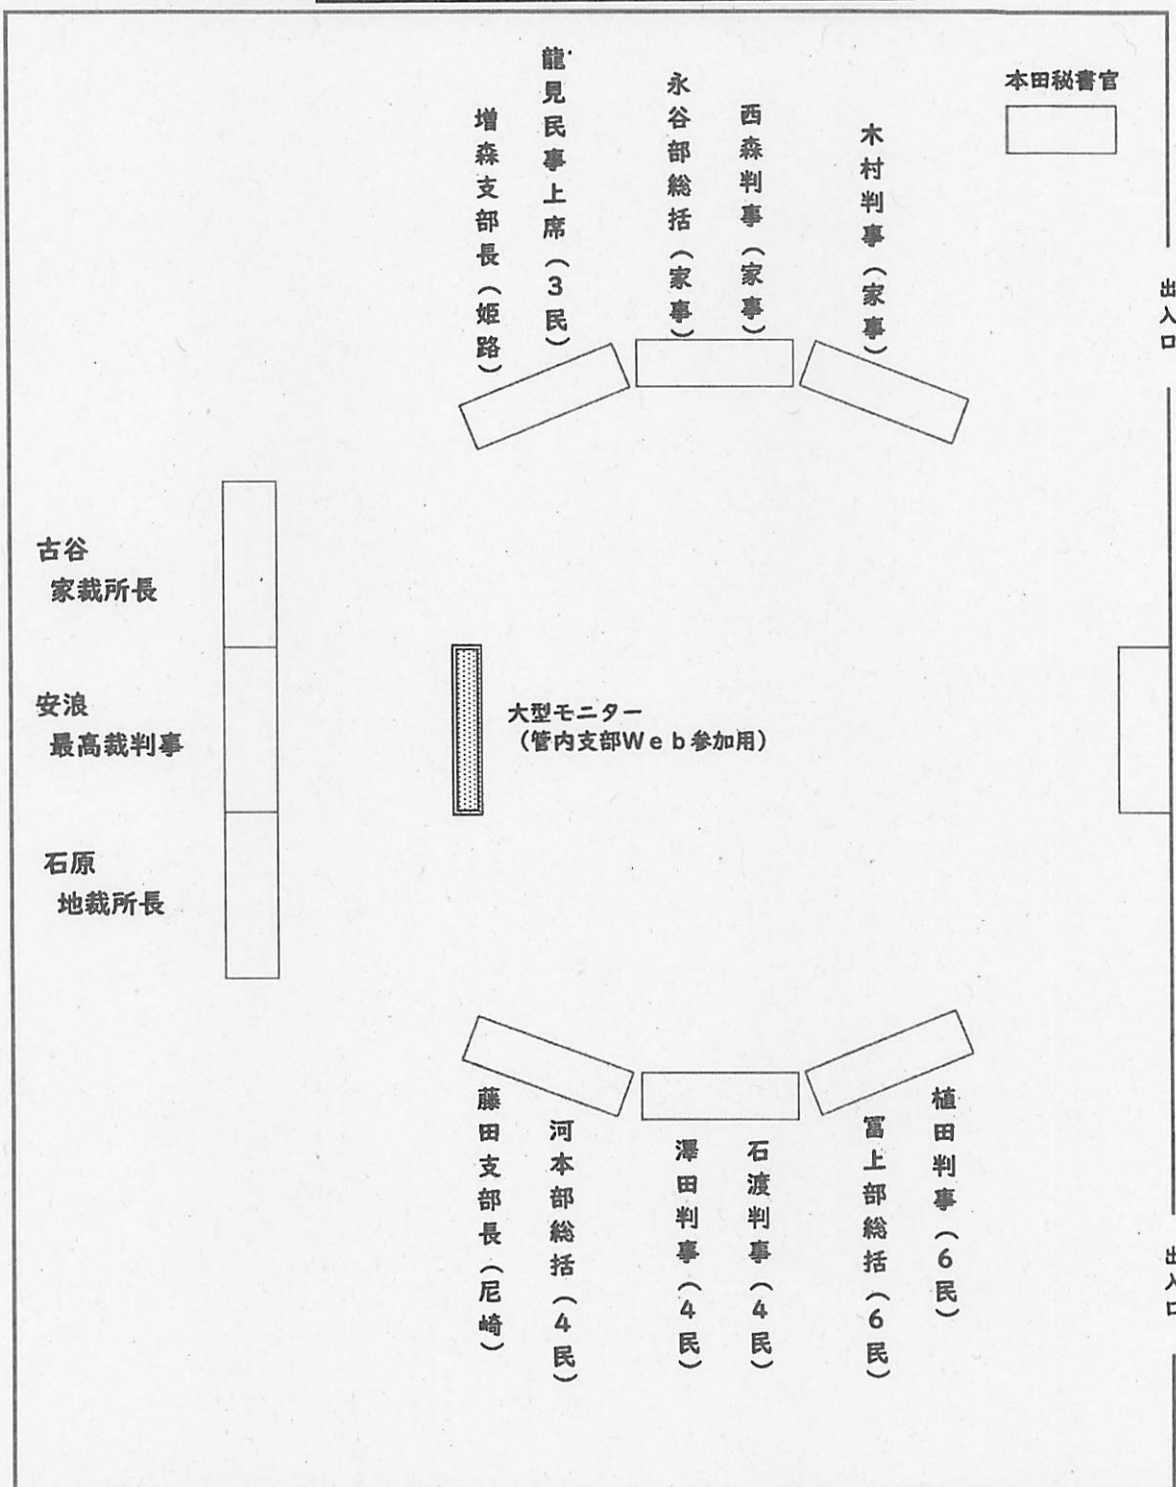 本田秘書官
増森支部長(姫路)
龍見民事上席(3民)
永谷部総括(家事)
西森判事(家事)
木村判事(家事)
出入口
古谷
家裁所長
安浪
最高裁判事
石原
地裁所長
大型モニター
(管内支部Web参加用)
藤田支部長(尼崎)
河本部総括(4民)
澤田判事(4民)
石渡判事(4民)
冨上部総括(6民)
植田判事(6民)
出入口